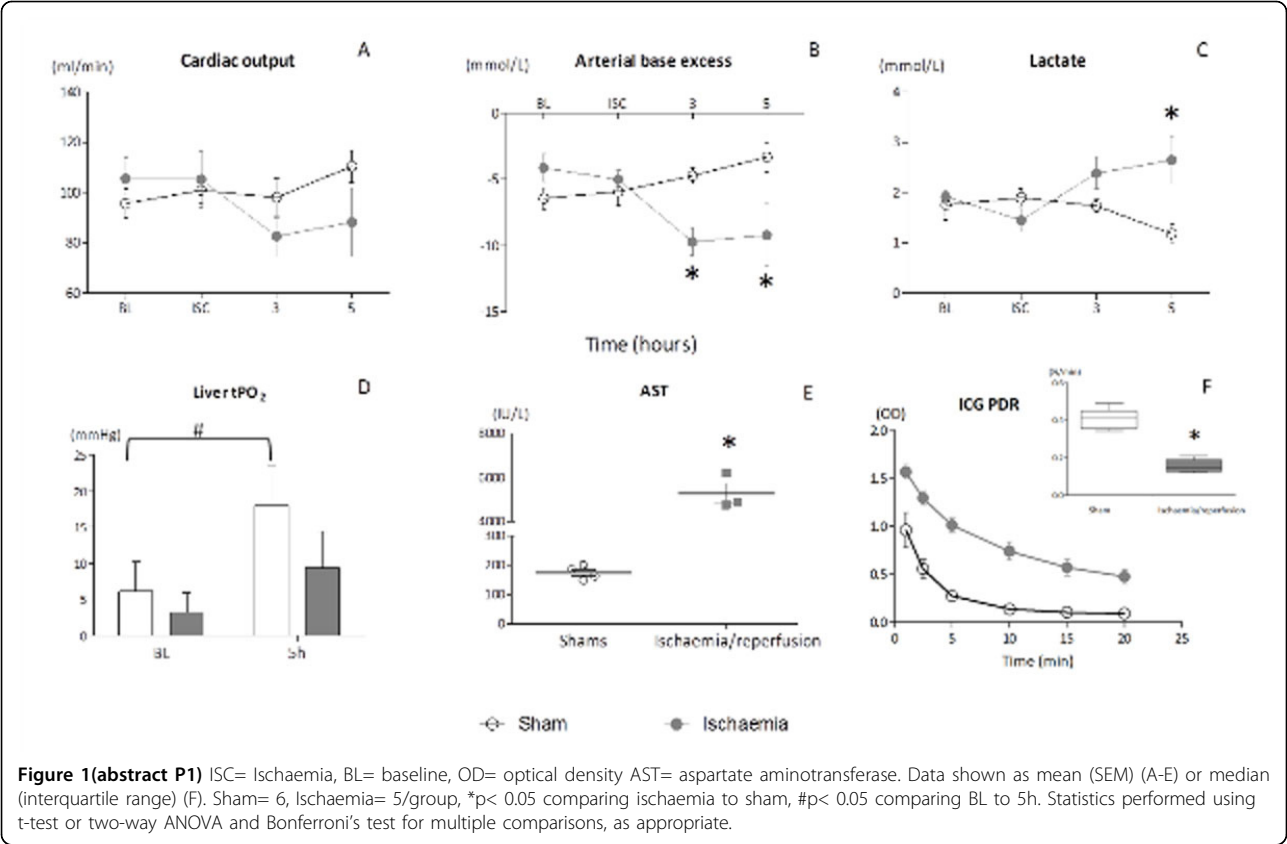 A
Cardiac output
(ml/min)
140
120
100
80
60
BL ISC 3 5
B
Arterial base excess
(mmol/L)
BL ISC 3 5
0
-5
-10
-15
*
*
Time (hours)
C
Lactate
(mmol/L)
4
3
2
1
0
*
BL ISC 3 5
D
Liver tPO2
(mmHg)
#
25
20
15
10
5
0
BL 5h
E
AST
(IU/L)
8000
6000
4000
300
200
100
0
*
Shams Ischaemia/reperfusion
F
ICG PDR
(OD)
2.0
1.5
1.0
0.5
0.0
0 5 10 15 20 25
Time (min)
*
Sham Ischaemia/reperfusion
Sham Ischaemia
Figure 1(abstract P1) ISC= Ischaemia, BL= baseline, OD= optical density AST= aspartate aminotransferase. Data shown as mean (SEM) (A-E) or median
(interquartile range) (F). Sham= 6, Ischaemia= 5/group, *p< 0.05 comparing ischaemia to sham, #p< 0.05 comparing BL to 5h. Statistics performed using
t-test or two-way ANOVA and Bonferroni's test for multiple comparisons, as appropriate.